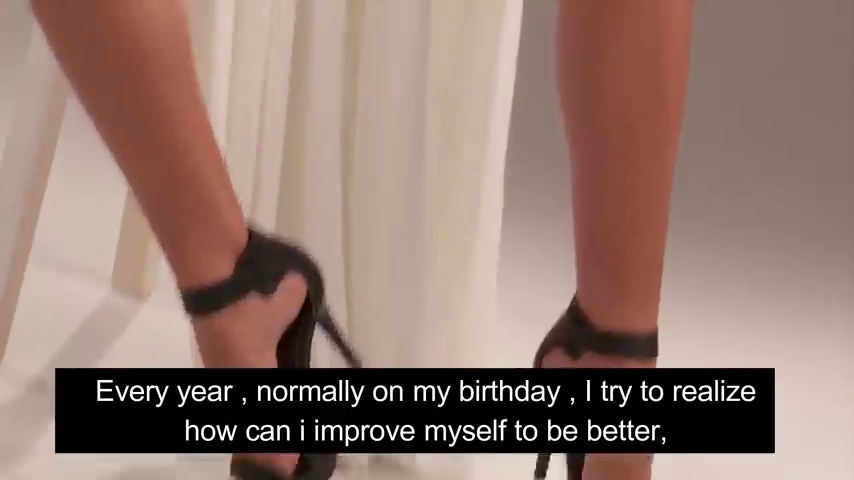 Every year , normally on my birthday , I try to realize
how can i improve myself to be better,